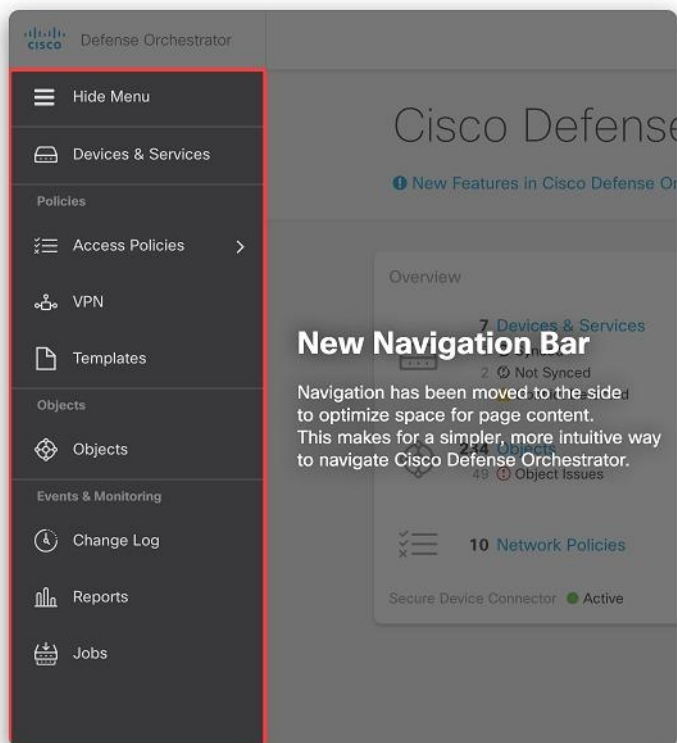 cisco Defense Orchestrator
Hide Menu
Devices & Services
Policies
Access Policies
VPN
Templates
Objects
Objects
Events & Monitoring
Change Log
Reports
Jobs
Cisco Defense
New Features in Cisco Defense Or
Overview
7 Devices & Services
2 Not Synced
New Navigation Bar
Navigation has been moved to the side
to optimize space for page content.
This makes for a simpler, more intuitive way
to navigate Cisco Defense Orchestrator.
234 Objects
49 Object Issues
10 Network Policies
Secure Device Connector Active